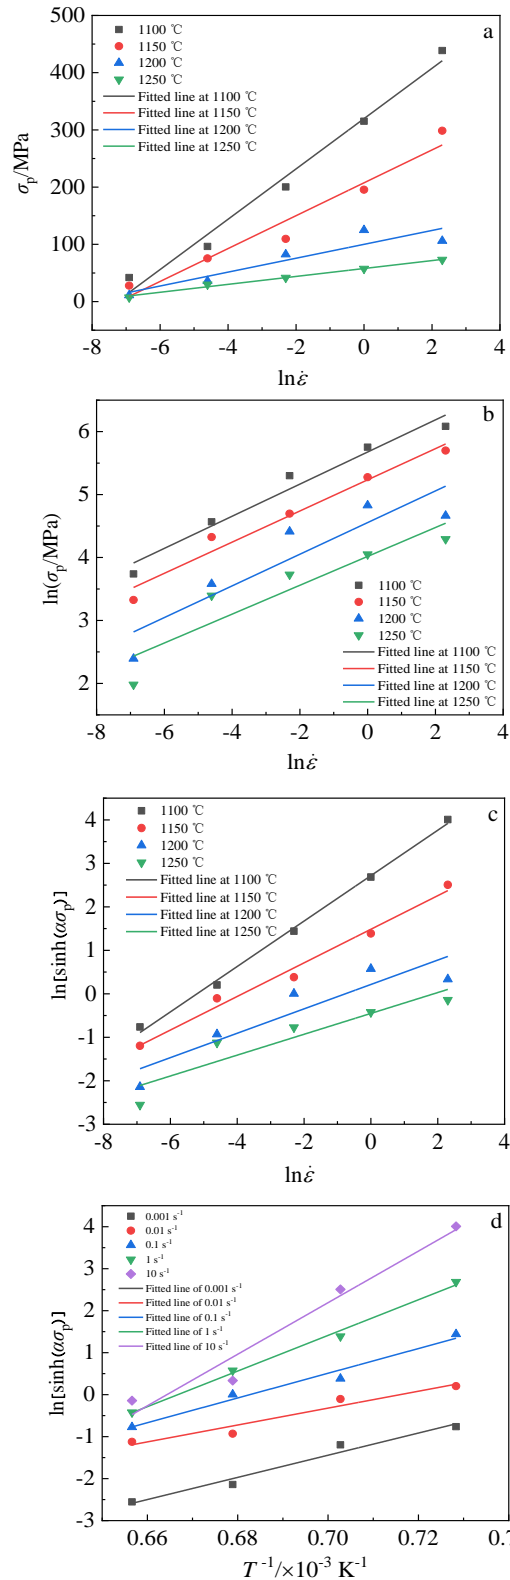 a
500
400
300
200
100
0
σp/MPa
1100 ℃
1150 ℃
1200 ℃
1250 ℃
Fitted line at 1100 ℃
Fitted line at 1150 ℃
Fitted line at 1200 ℃
Fitted line at 1250 ℃
-8 -6 -4 -2 0 2 4
lnε̇
b
6
5
4
3
2
ln(σp/MPa)
1100 ℃
1150 ℃
1200 ℃
1250 ℃
Fitted line at 1100 ℃
Fitted line at 1150 ℃
Fitted line at 1200 ℃
Fitted line at 1250 ℃
-8 -6 -4 -2 0 2 4
lnε̇
c
4
3
2
1
0
-1
-2
-3
ln[sinh(ασp)]
1100 ℃
1150 ℃
1200 ℃
1250 ℃
Fitted line at 1100 ℃
Fitted line at 1150 ℃
Fitted line at 1200 ℃
Fitted line at 1250 ℃
-8 -6 -4 -2 0 2 4
lnε̇
d
4
3
2
1
0
-1
-2
-3
ln[sinh(ασp)]
0.001 s⁻¹
0.01 s⁻¹
0.1 s⁻¹
1 s⁻¹
10 s⁻¹
Fitted line of 0.001 s⁻¹
Fitted line of 0.01 s⁻¹
Fitted line of 0.1 s⁻¹
Fitted line of 1 s⁻¹
Fitted line of 10 s⁻¹
0.66 0.68 0.70 0.72
T⁻¹/×10⁻³ K⁻¹